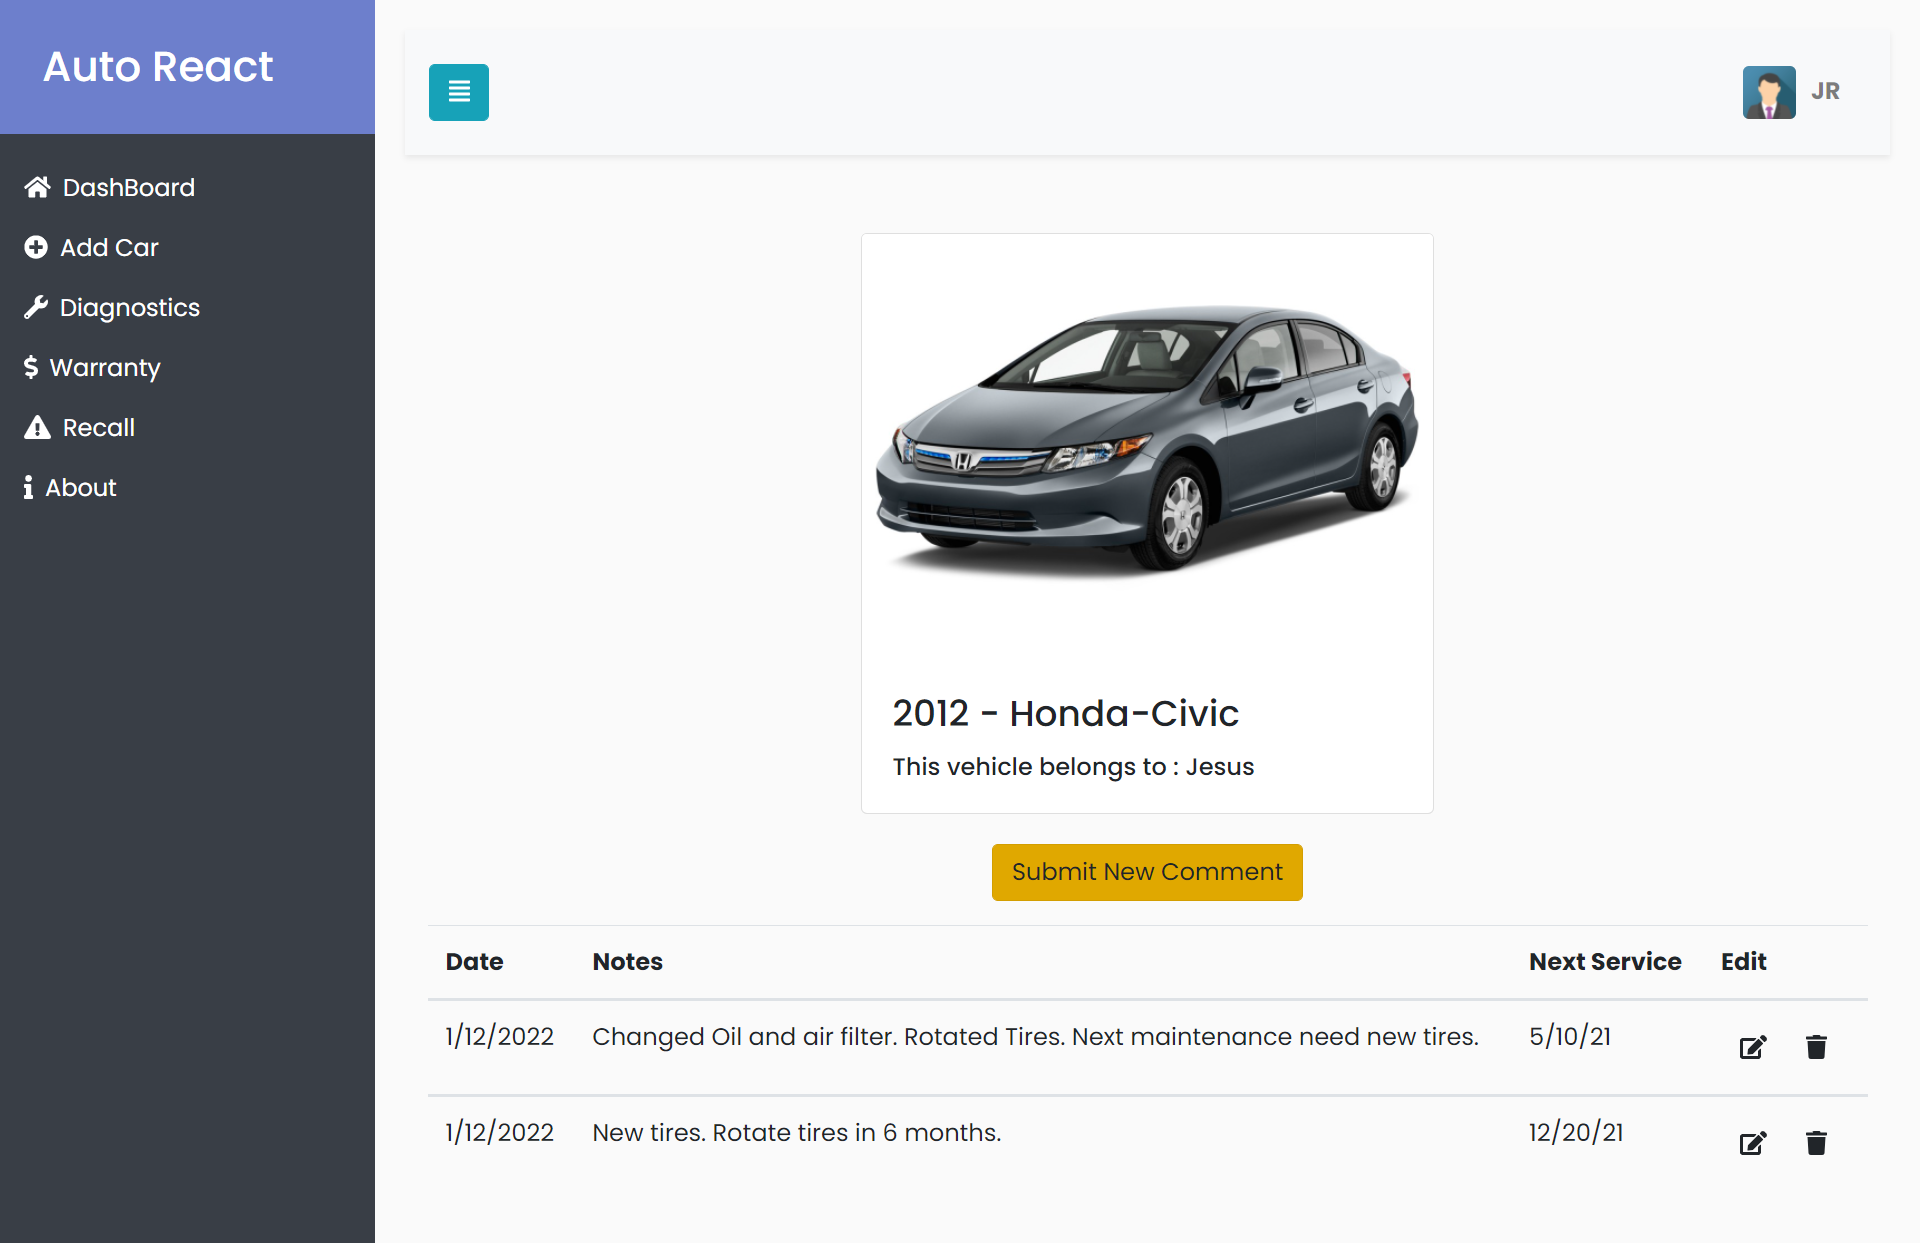 Auto React
JR
DashBoard
Add Car
Diagnostics
Warranty
Recall
About
2012 - Honda-Civic
This vehicle belongs to : Jesus
Submit New Comment
Date Notes Next Service Edit
1/12/2022 Changed Oil and air filter. Rotated Tires. Next maintenance need new tires. 5/10/21
1/12/2022 New tires. Rotate tires in 6 months. 12/20/21